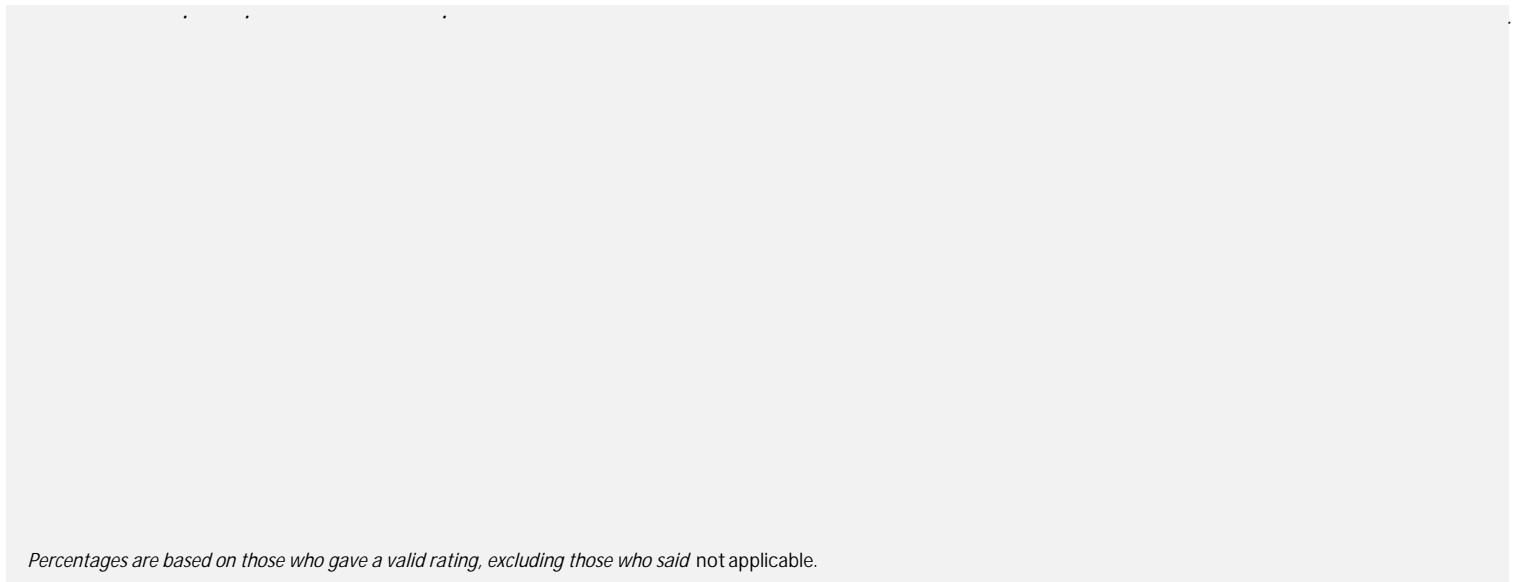 Percentages are based on those who gave a valid rating, excluding those who said not applicable.